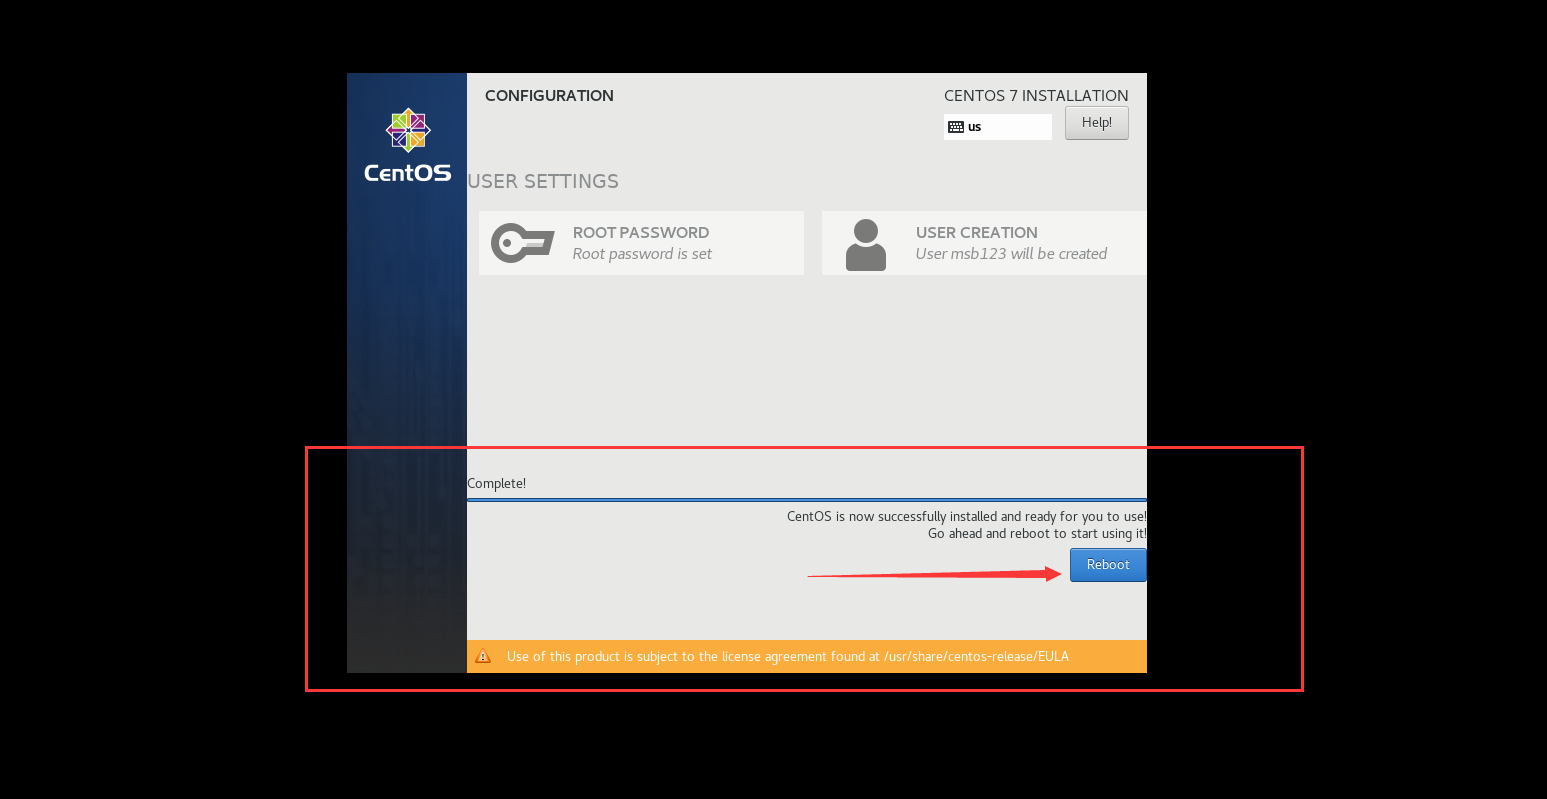 CentOS
CONFIGURATION
CENTOS 7 INSTALLATION
us
Help!
USER SETTINGS
ROOT PASSWORD
Root password is set
USER CREATION
User msb123 will be created
Complete!
CentOS is now successfully installed and ready for you to use!
Go ahead and reboot to start using it!
Reboot
Use of this product is subject to the license agreement found at /usr/share/centos-release/EULA